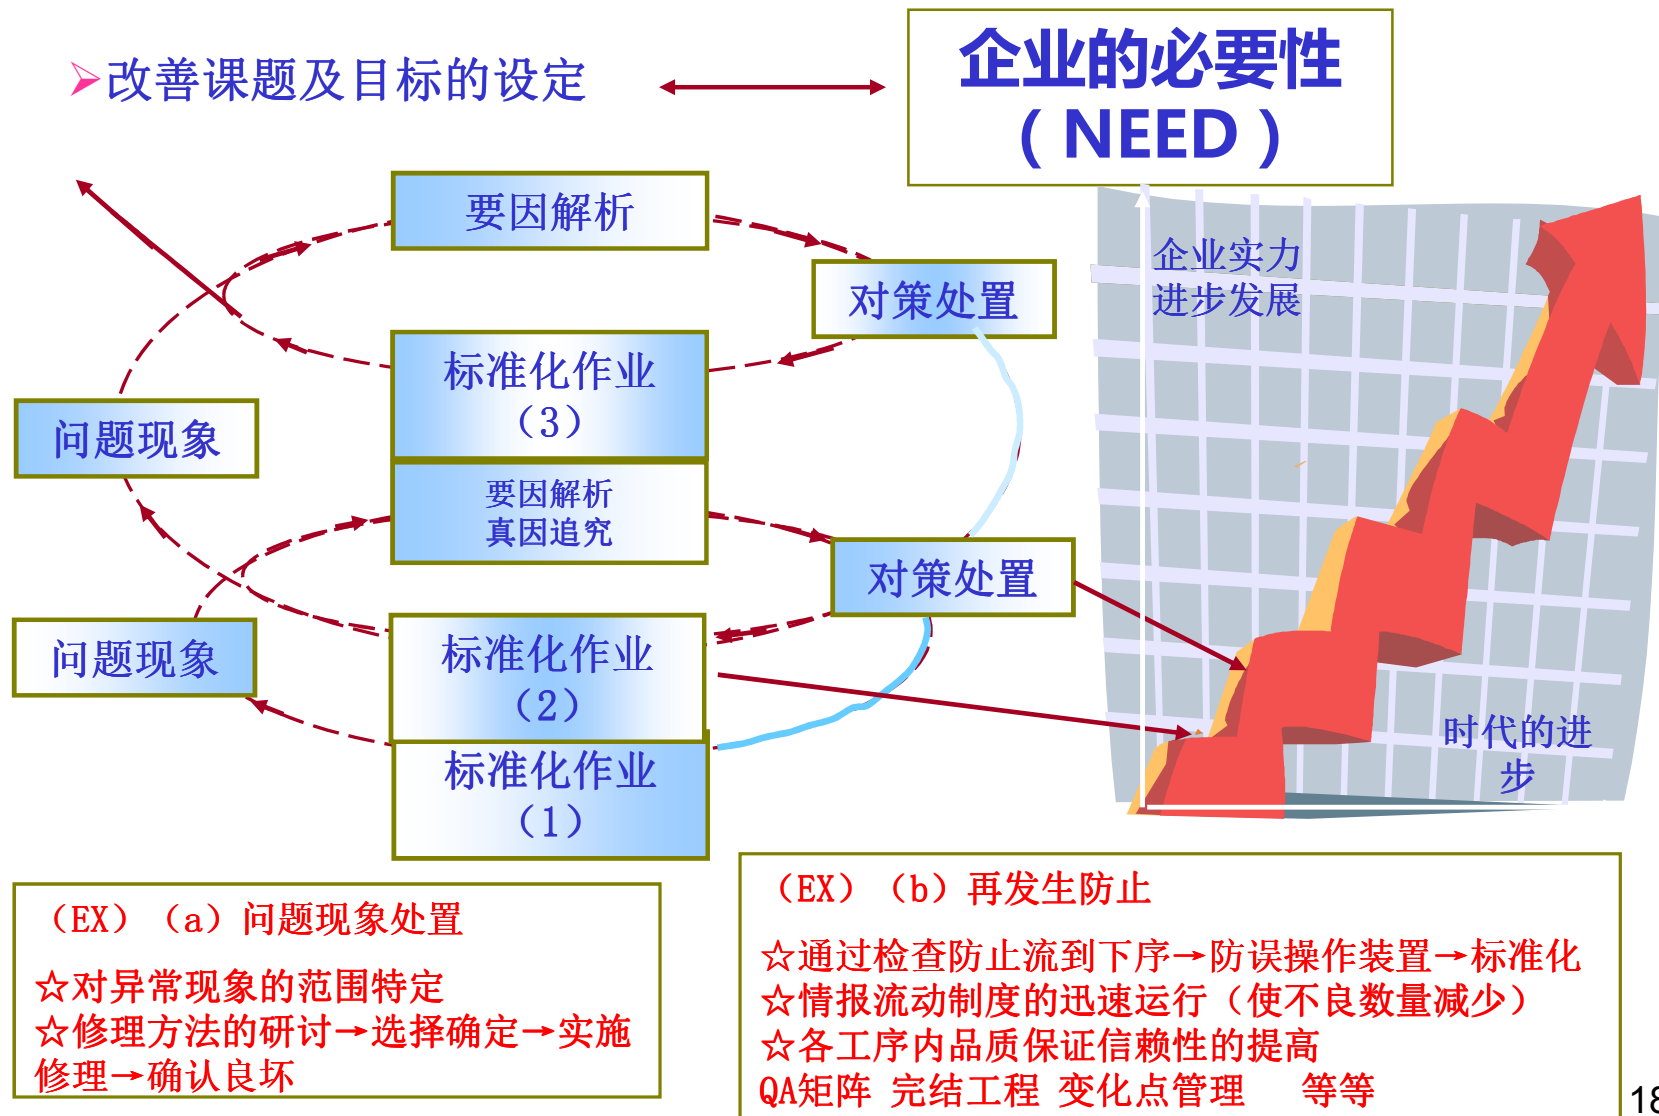 ➢改善课题及目标的设定
企业的必要性
（NEED）
要因解析
对策处置
企业实力
进步发展
标准化作业
（3）
问题现象
要因解析
真因追究
对策处置
问题现象
标准化作业
（2）
时代的进
步
标准化作业
（1）
（EX）（a）问题现象处置
☆对异常现象的范围特定
☆修理方法的研讨→选择确定→实施
修理→确认良坏
（EX）（b）再发生防止
☆通过检查防止流到下序→防误操作装置→标准化
☆情报流动制度的迅速运行（使不良数量减少）
☆各工序内品质保证信赖性的提高
QA矩阵 完结工程 变化点管理 等等
18